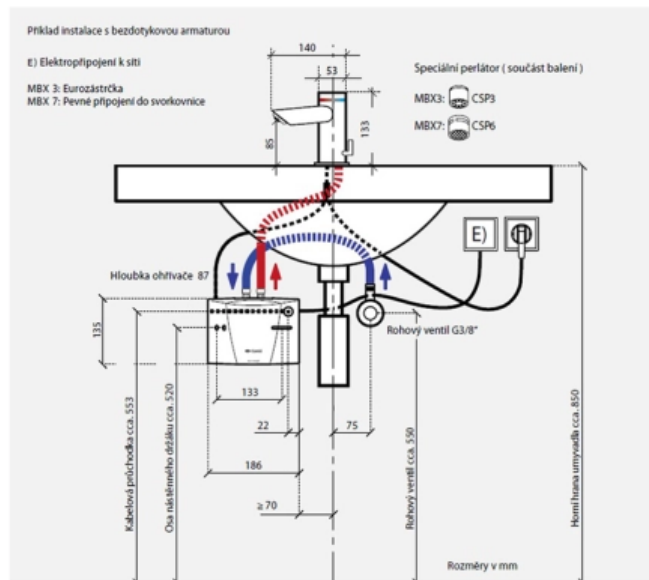 Příklad instalace s bezdotykovou armaturou
E) Elektropřipojení k síti
MBX 3: Eurozástrčka
MBX 7: Pevné připojení do svorkovnice
140
53
133
85
Speciální perlátor ( součást balení )
MBX3: CSP3
MBX7: CSP6
E)
Hloubka ohřívače 87
135
Rohový ventil G3/8"
133
22
75
186
≥ 70
Kabelová průchodka cca. 553
Osa nástěnného držáku cca. 520
Rohový ventil cca. 550
Horní hrana umyvadla cca. 850
Rozměry v mm